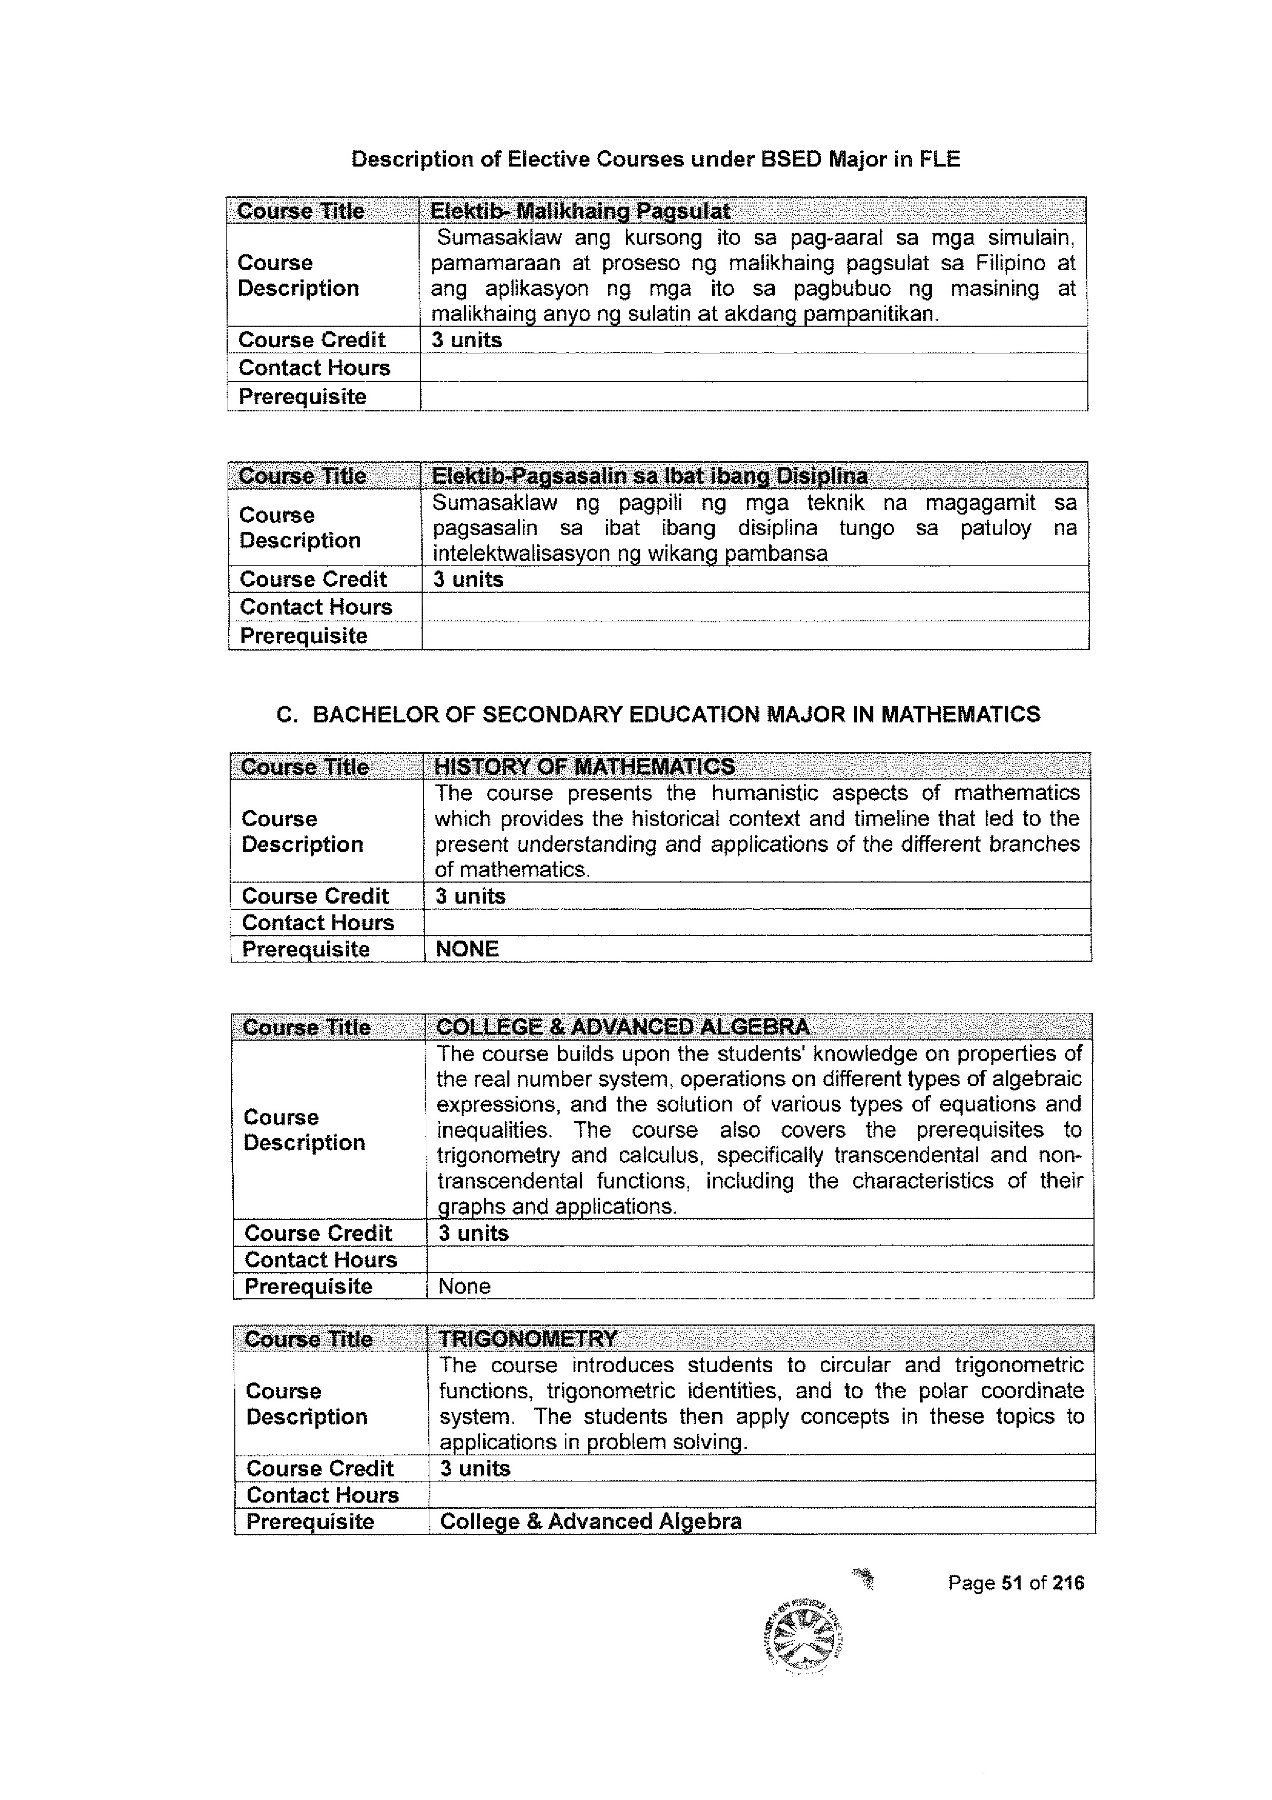 Description of Elective Courses under BSED Major in FLE
Course Title Elektib- Malikhaing Pagsulat
Course Description Sumasaklaw ang kursong ito sa pag-aaral sa mga simulain,
pamamaraan at proseso ng malikhaing pagsulat sa Filipino at
ang aplikasyon ng mga ito sa pagbubuo ng masining at
malikhaing anyo ng sulatin at akdang pampanitikan.
Course Credit 3 units
Contact Hours
Prerequisite
Course Title Elektib-Pagsasalin sa Ibat ibang Disiplina
Course Description Sumasaklaw ng pagpili ng mga teknik na magagamit sa
pagsasalin sa ibat ibang disiplina tungo sa patuloy na
intelektwalisasyon ng wikang pambansa
Course Credit 3 units
Contact Hours
Prerequisite
C. BACHELOR OF SECONDARY EDUCATION MAJOR IN MATHEMATICS
Course Title HISTORY OF MATHEMATICS
Course Description The course presents the humanistic aspects of mathematics
which provides the historical context and timeline that led to the
present understanding and applications of the different branches
of mathematics.
Course Credit 3 units
Contact Hours
Prerequisite NONE
Course Title COLLEGE & ADVANCED ALGEBRA
Course Description The course builds upon the students' knowledge on properties of
the real number system, operations on different types of algebraic
expressions, and the solution of various types of equations and
inequalities. The course also covers the prerequisites to
trigonometry and calculus, specifically transcendental and non-
transcendental functions, including the characteristics of their
graphs and applications.
Course Credit 3 units
Contact Hours
Prerequisite None
Course Title TRIGONOMETRY
Course Description The course introduces students to circular and trigonometric
functions, trigonometric identities, and to the polar coordinate
system. The students then apply concepts in these topics to
applications in problem solving.
Course Credit 3 units
Contact Hours
Prerequisite College & Advanced Algebra
Page 51 of 216